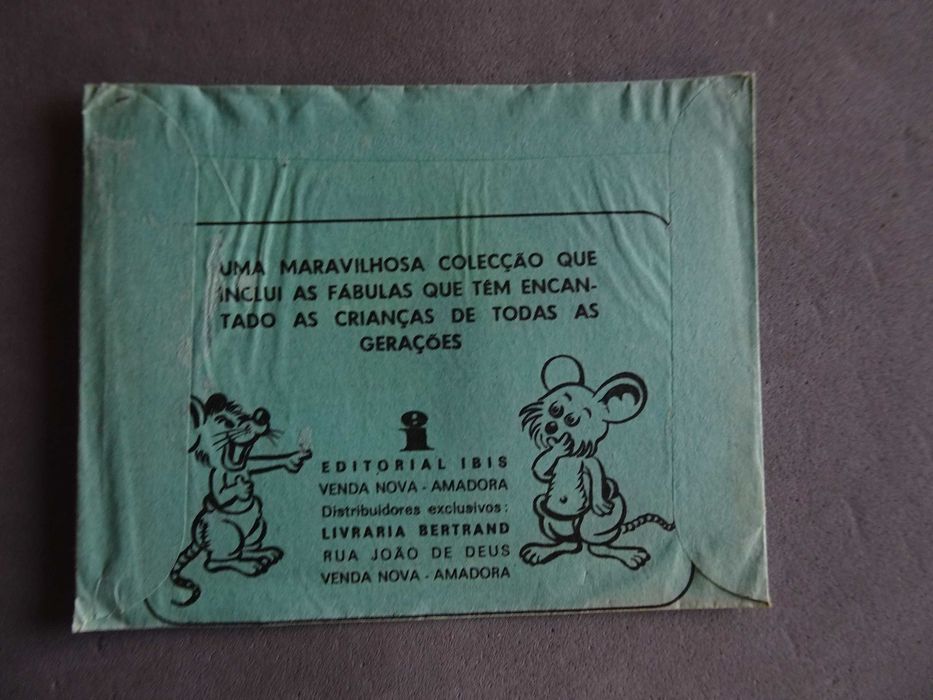 UMA MARAVILHOSA COLECÇÃO QUE
INCLUI AS FÁBULAS QUE TÊM ENCAN-
TADO AS CRIANÇAS DE TODAS AS
GERAÇÕES
EDITORIAL IBIS
VENDA NOVA - AMADORA
Distribuidores exclusivos:
LIVRARIA BERTRAND
RUA JOÃO DE DEUS
VENDA NOVA - AMADORA